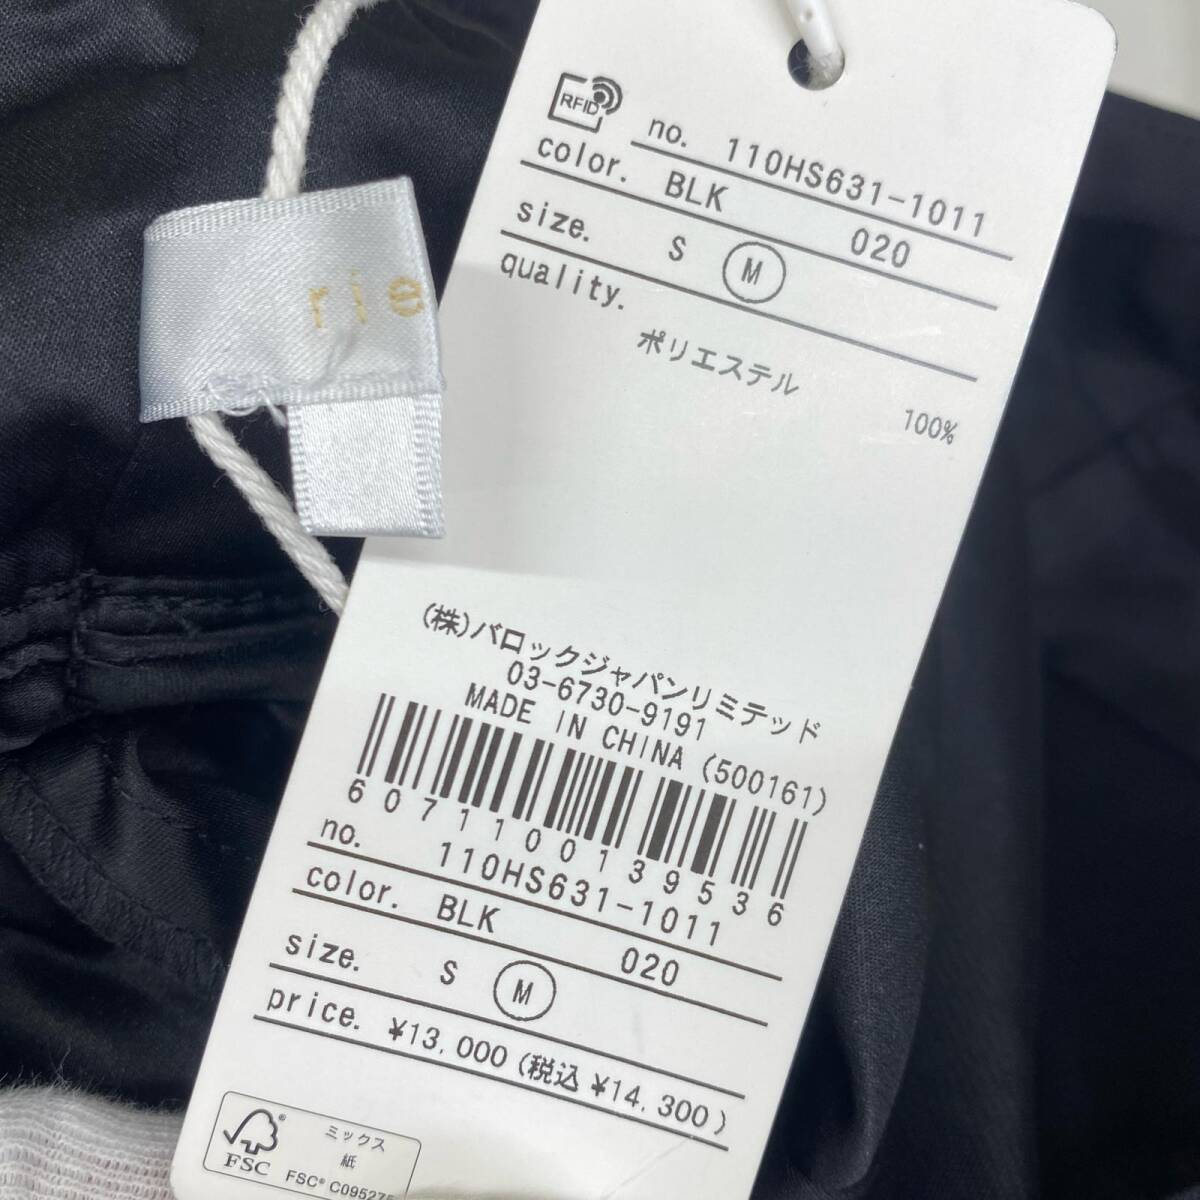 RFID
no. 110HS631-1011
color. BLK 020
size. S M
quality.
ポリエステル
100%
rie
(株)バロックジャパンリミテッド
03-6730-9191
MADE IN CHINA (500161)
6071100139536
no. 110HS631-1011
color. BLK 020
size. S M
price. ¥13,000 (税込 ¥14,300)
FSC®
ミックス
紙
FSC® C095275